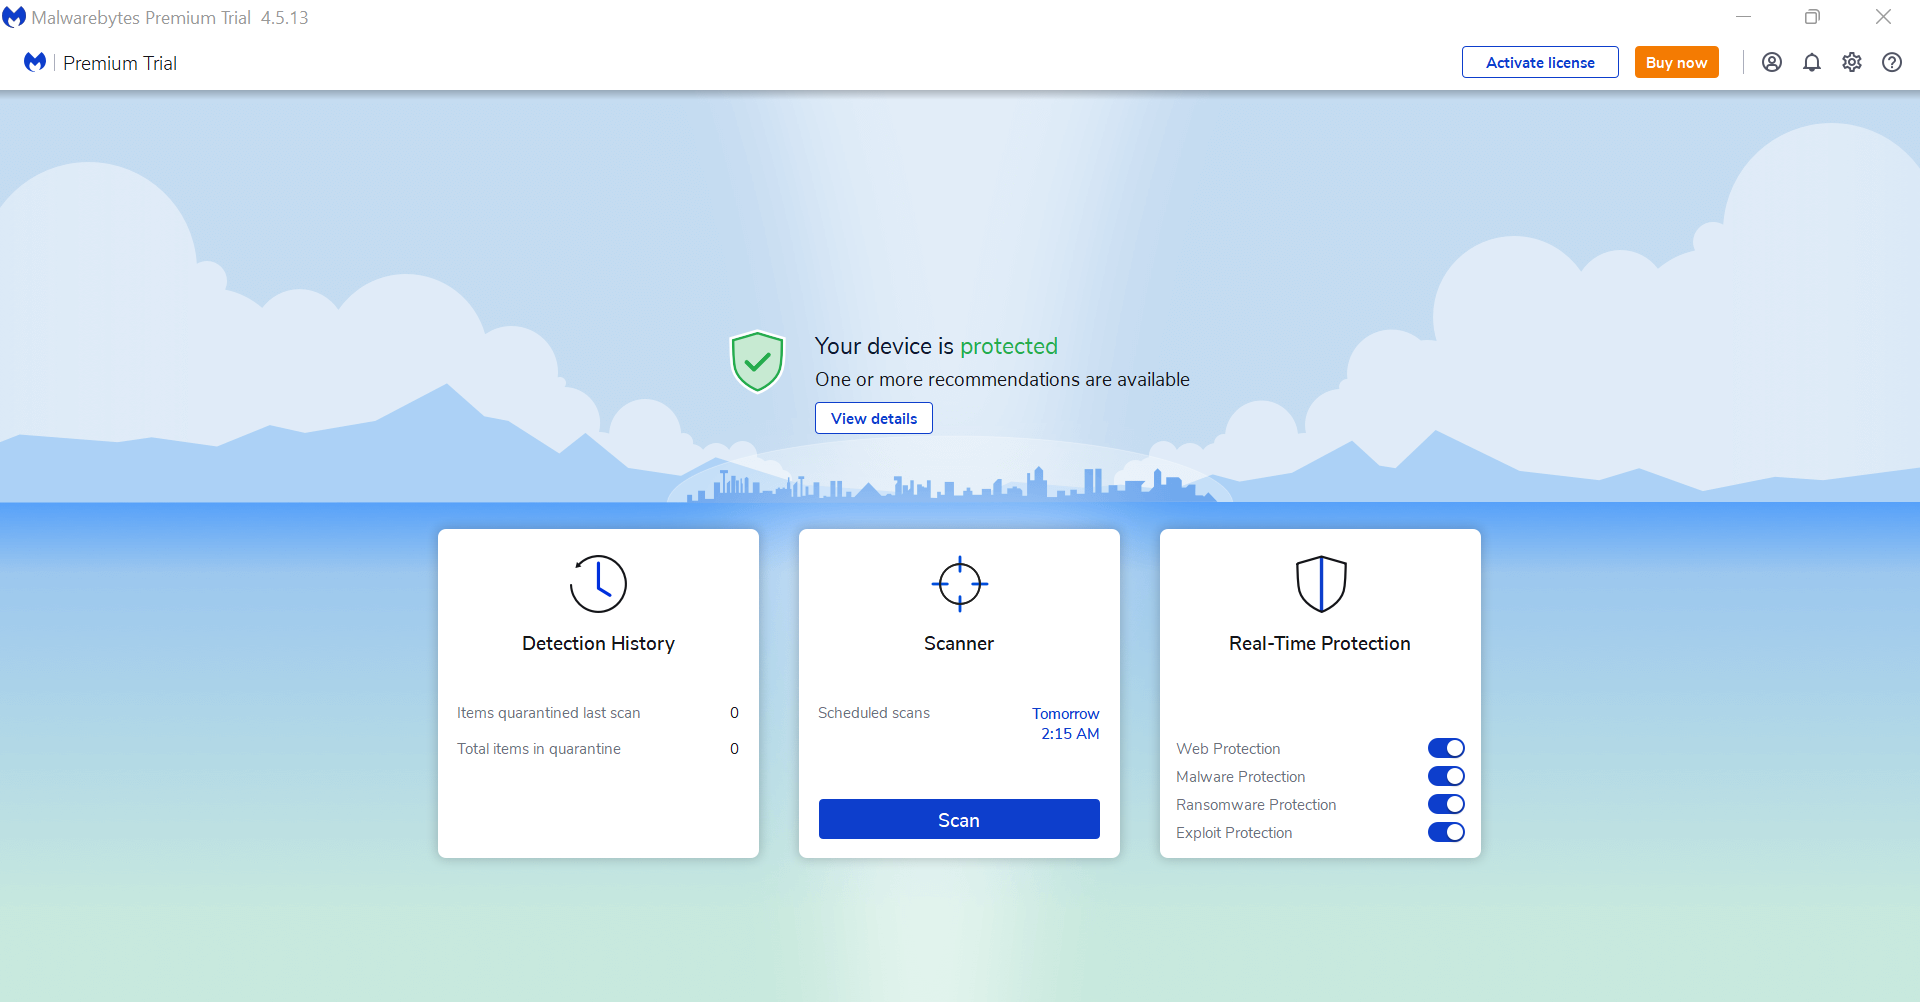 Malwarebytes Premium Trial 4.5.13
Premium Trial
Activate license
Buy now
Your device is protected
One or more recommendations are available
View details
Detection History
Items quarantined last scan 0
Total items in quarantine 0
Scanner
Scheduled scans Tomorrow
2:15 AM
Scan
Real-Time Protection
Web Protection
Malware Protection
Ransomware Protection
Exploit Protection